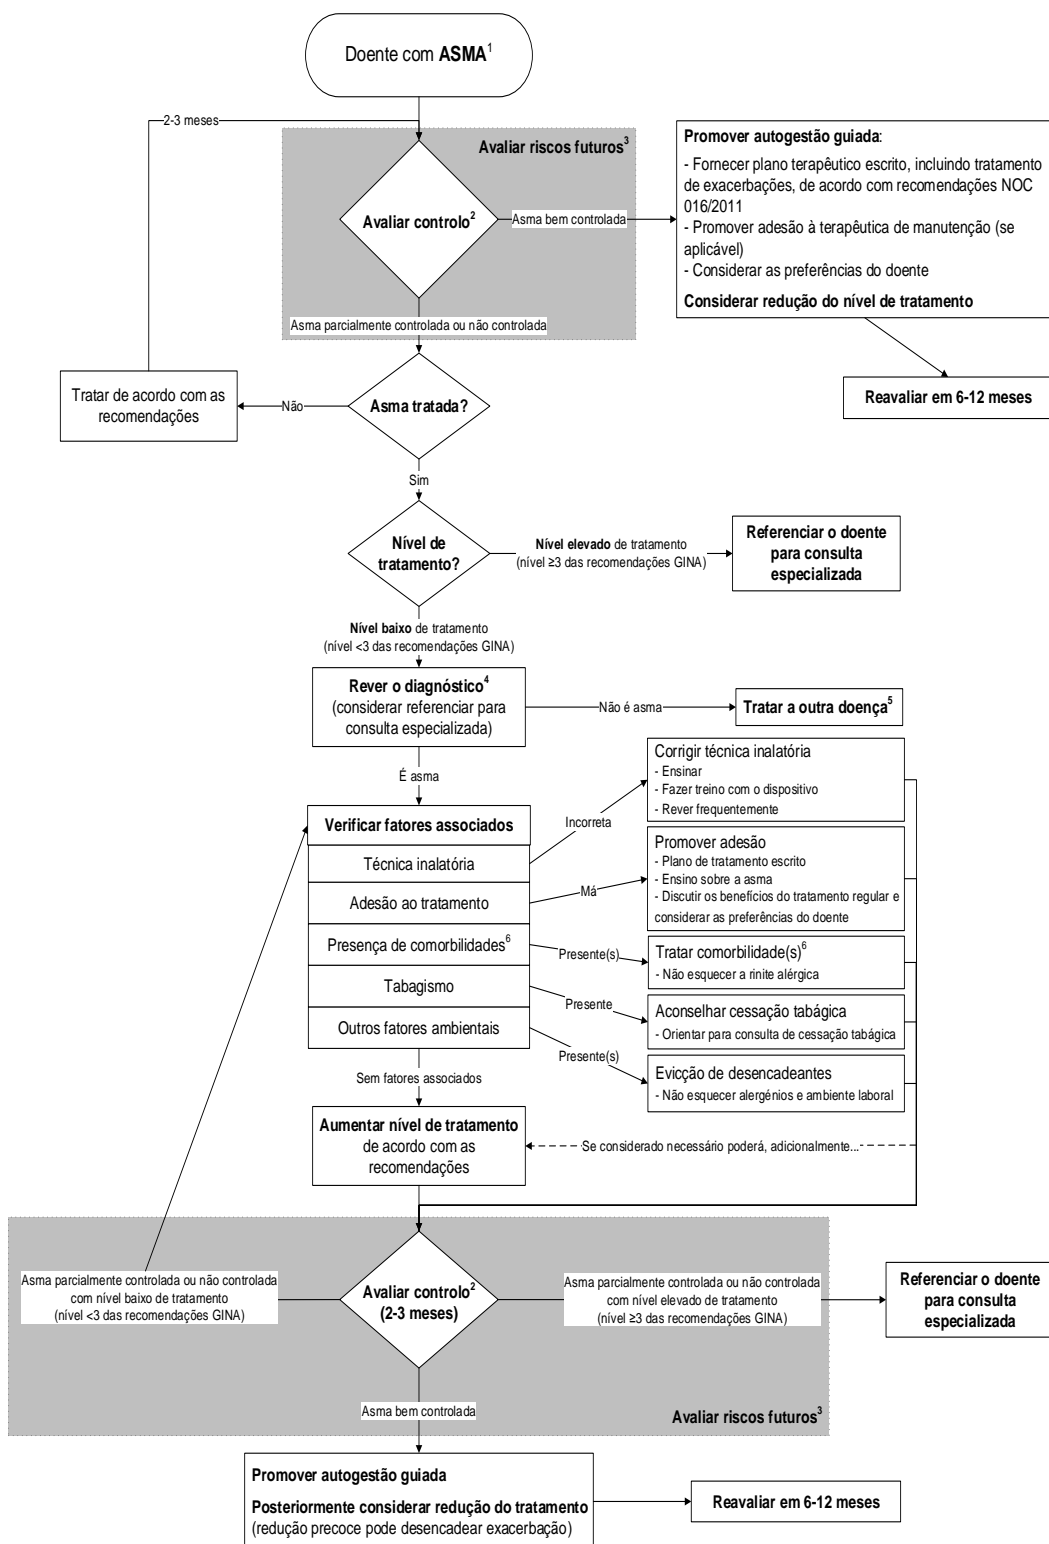 Doente com ASMA1
2-3 meses
Avaliar riscos futuros3
Avaliar controlo2
Asma bem controlada
Promover autogestão guiada:
- Fornecer plano terapêutico escrito, incluindo tratamento
de exacerbações, de acordo com recomendações NOC
016/2011
- Promover adesão à terapêutica de manutenção (se
aplicável)
- Considerar as preferências do doente
Considerar redução do nível de tratamento
Asma parcialmente controlada ou não controlada
Reavaliar em 6-12 meses
Tratar de acordo com as
recomendações
Não
Asma tratada?
Sim
Nível de
tratamento?
Nível elevado de tratamento
(nível ≥3 das recomendações GINA)
Referenciar o doente
para consulta
especializada
Nível baixo de tratamento
(nível <3 das recomendações GINA)
Rever o diagnóstico4
(considerar referenciar para
consulta especializada)
Não é asma
Tratar a outra doença5
É asma
Verificar fatores associados
Técnica inalatória
Adesão ao tratamento
Presença de comorbilidades6
Tabagismo
Outros fatores ambientais
Incorreta
Má
Presente(s)
Presente
Presente(s)
Corrigir técnica inalatória
- Ensinar
- Fazer treino com o dispositivo
- Rever frequentemente
Promover adesão
- Plano de tratamento escrito
- Ensino sobre a asma
- Discutir os benefícios do tratamento regular e
considerar as preferências do doente
Tratar comorbilidade(s)6
- Não esquecer a rinite alérgica
Aconselhar cessação tabágica
- Orientar para consulta de cessação tabágica
Evicção de desencadeantes
- Não esquecer alergénios e ambiente laboral
Sem fatores associados
Aumentar nível de tratamento
de acordo com as
recomendações
Se considerado necessário poderá, adicionalmente...
Asma parcialmente controlada ou não controlada
com nível baixo de tratamento
(nível <3 das recomendações GINA)
Avaliar controlo2
(2-3 meses)
Asma parcialmente controlada ou não controlada
com nível elevado de tratamento
(nível ≥3 das recomendações GINA)
Referenciar o doente
para consulta
especializada
Asma bem controlada
Avaliar riscos futuros3
Promover autogestão guiada
Posteriormente considerar redução do tratamento
(redução precoce pode desencadear exacerbação)
Reavaliar em 6-12 meses